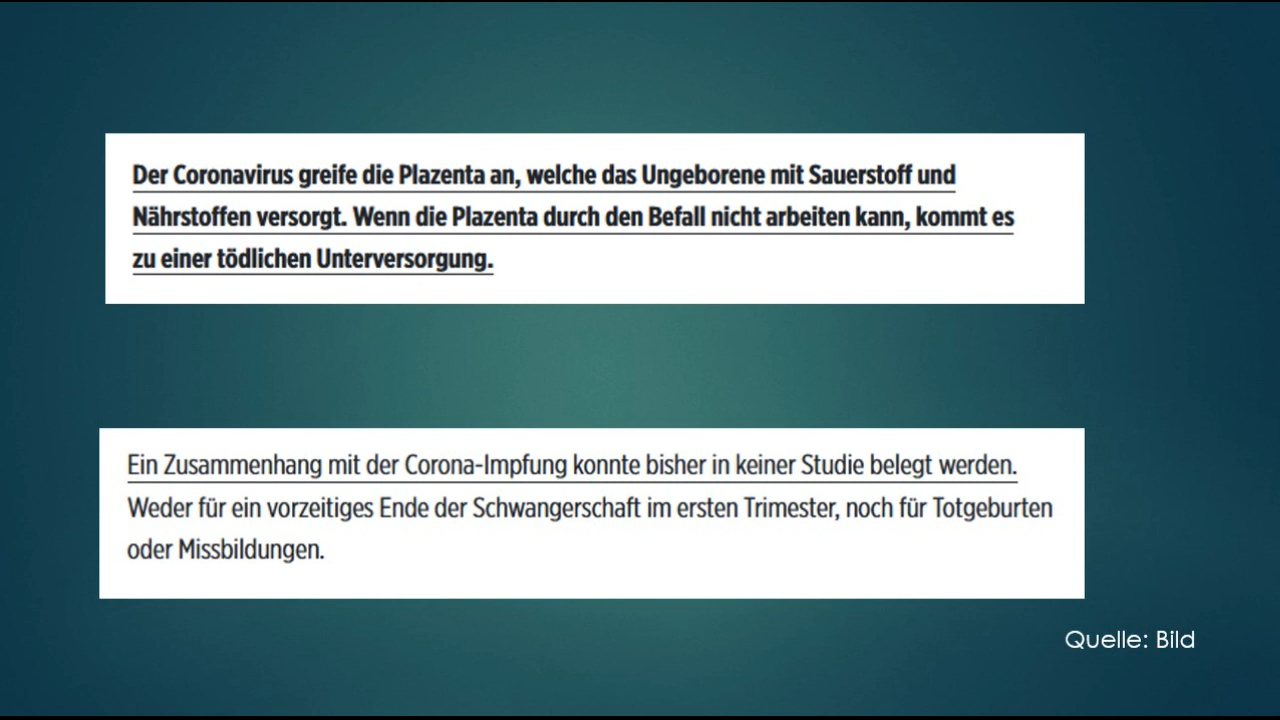 Der Coronavirus greife die Plazenta an, welche das Ungeborene mit Sauerstoff und
Nährstoffen versorgt. Wenn die Plazenta durch den Befall nicht arbeiten kann, kommt es
zu einer tödlichen Unterversorgung.
Ein Zusammenhang mit der Corona-Impfung konnte bisher in keiner Studie belegt werden.
Weder für ein vorzeitiges Ende der Schwangerschaft im ersten Trimester, noch für Totgeburten
oder Missbildungen.
Quelle: Bild